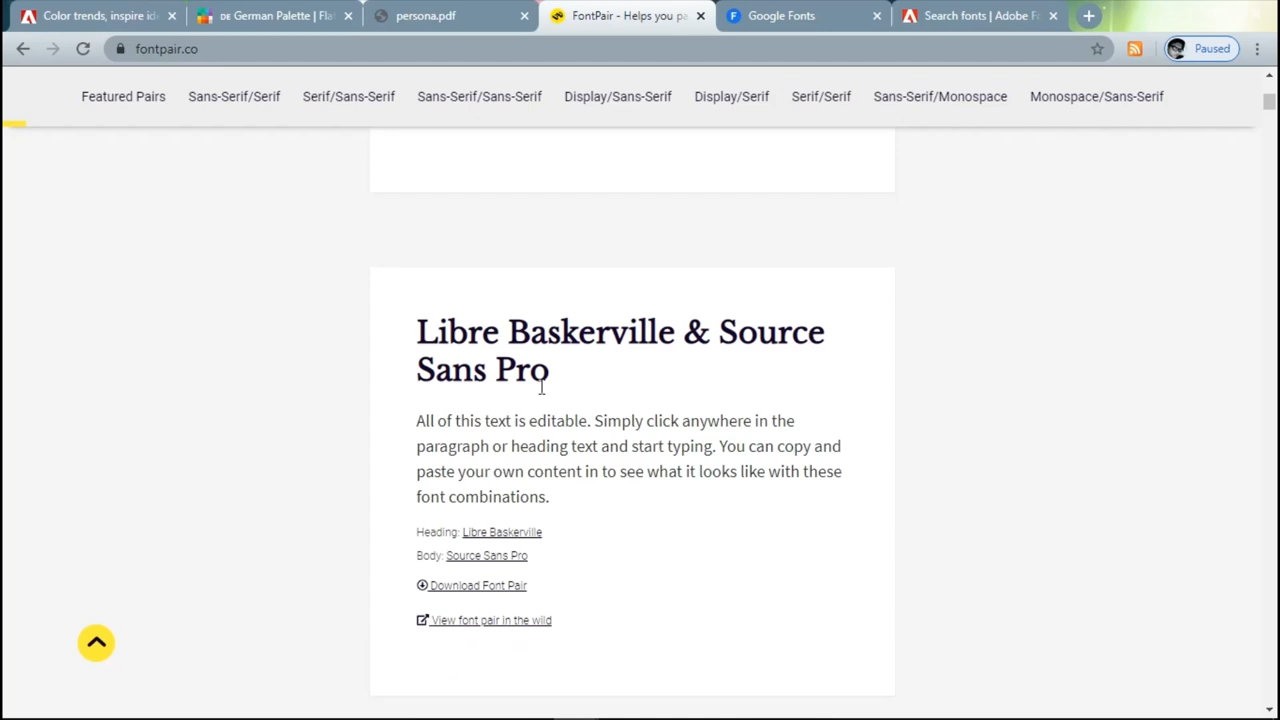 Color trends, inspire id
DE German Palette | Fla
persona.pdf
FontPair - Helps you pa
Google Fonts
Search fonts | Adobe Fo
fontpair.co
Paused
Featured Pairs Sans-Serif/Serif Serif/Sans-Serif Sans-Serif/Sans-Serif Display/Sans-Serif Display/Serif Serif/Serif Sans-Serif/Monospace Monospace/Sans-Serif
Libre Baskerville & Source
Sans Pro
All of this text is editable. Simply click anywhere in the
paragraph or heading text and start typing. You can copy and
paste your own content in to see what it looks like with these
font combinations.
Heading: Libre Baskerville
Body: Source Sans Pro
Download Font Pair
View font pair in the wild